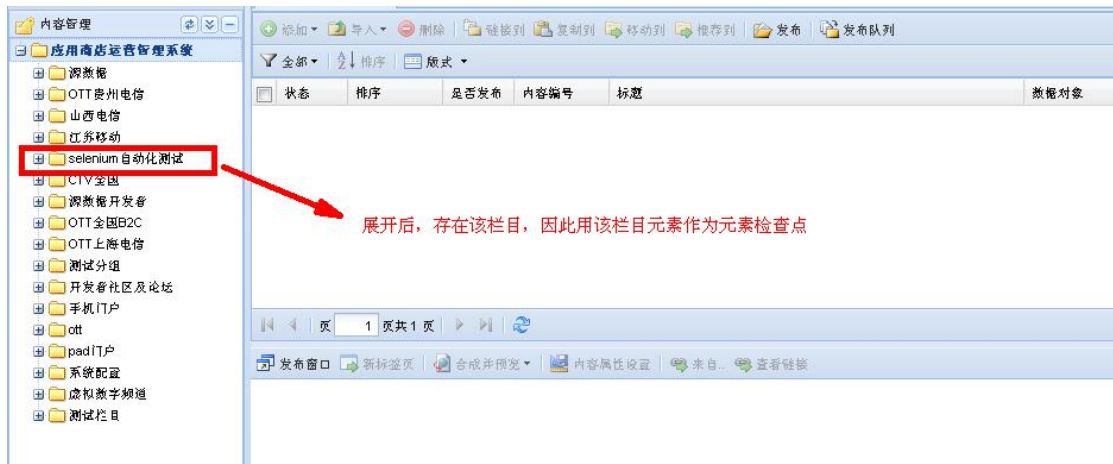 内容管理
应用商店运营管理系统
源数据
OTT贵州电信
山西电信
江苏移动
selenium自动化测试
CTV全国
源数据开发者
OTT全国B2C
OTT上海电信
测试分组
开发者社区及论坛
手机门户
ott
pad门户
系统配置
虚拟数字频道
测试栏目
添加 导入 删除 链接到 复制到 移动到 推荐到 发布 发布队列
全部 排序 版式
状态 排序 是否发布 内容编号 标题 数据对象
展开后，存在该栏目，因此用该栏目元素作为元素检查点
页 1 页共1页
发布窗口 新标签页 合成并预览 内容属性设置 来自.. 查看链接